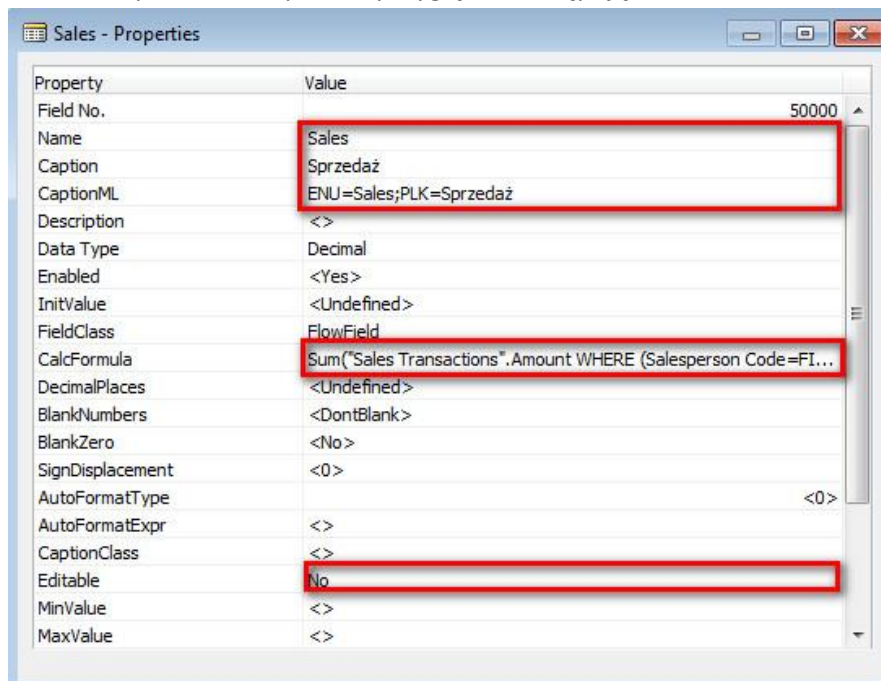 Sales - Properties
Property Value
Field No. 50000
Name Sales
Caption Sprzedaż
CaptionML ENU=Sales;PLK=Sprzedaż
Description <>
Data Type Decimal
Enabled <Yes>
InitValue <Undefined>
FieldClass FlowField
CalcFormula Sum("Sales Transactions".Amount WHERE (Salesperson Code=FI...
DecimalPlaces <Undefined>
BlankNumbers <DontBlank>
BlankZero <No>
SignDisplacement <0>
AutoFormatType <0>
AutoFormatExpr <>
CaptionClass <>
Editable No
MinValue <>
MaxValue <>